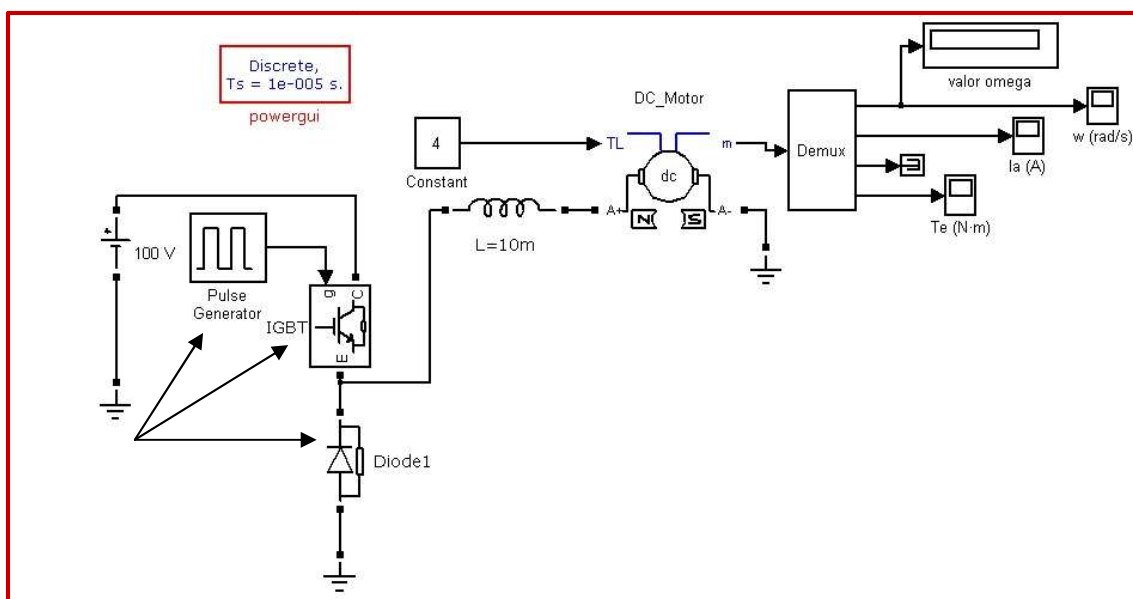 Discrete,
Ts = 1e-005 s.
powergui
valor omega
DC_Motor
w (rad/s)
4
TL
m
Demux
Constant
dc
Ia (A)
A+
N
S
A-
Te (N·m)
L=10m
+
100 V
Pulse
Generator
g
C
IGBT
E
Diode1